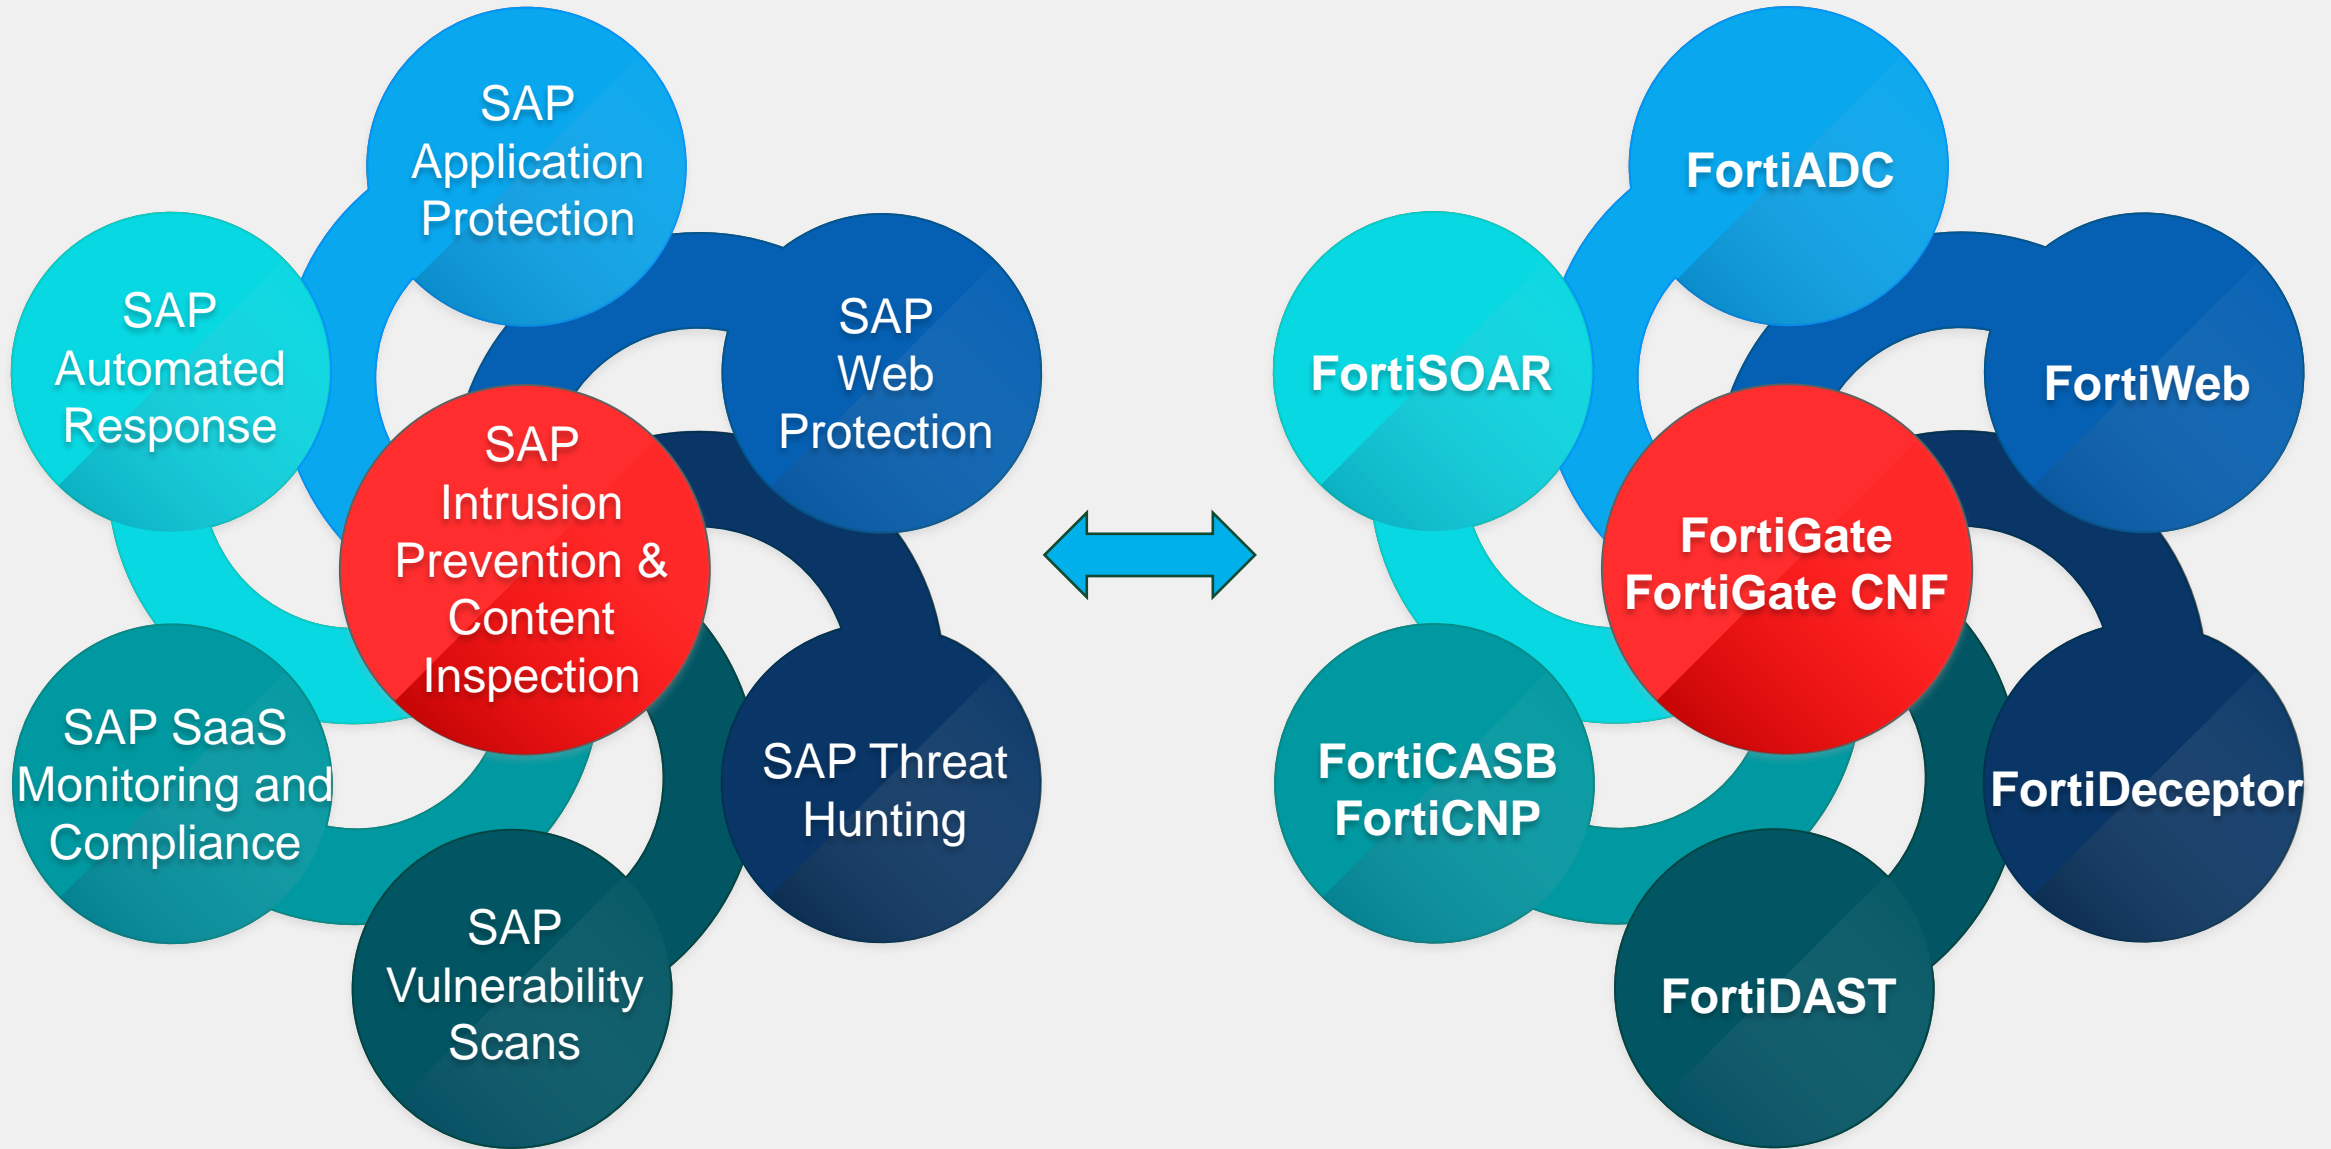 SAP
Application
Protection
SAP
Automated
Response
SAP
Web
Protection
SAP
Intrusion
Prevention &
Content
Inspection
SAP SaaS
Monitoring and
Compliance
SAP Threat
Hunting
SAP
Vulnerability
Scans
FortiADC
FortiSOAR
FortiWeb
FortiGate
FortiGate CNF
FortiCASB
FortiCNP
FortiDeceptor
FortiDAST